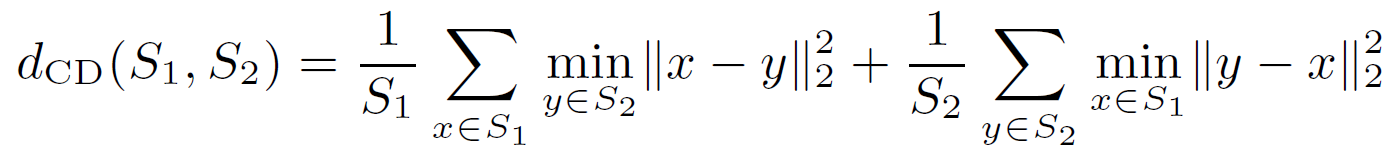 $d_{\mathrm{CD}}(S_1, S_2) = \frac{1}{S_1} \sum_{x \in S_1} \min_{y \in S_2} \|x - y\|_2^2 + \frac{1}{S_2} \sum_{y \in S_2} \min_{x \in S_1} \|y - x\|_2^2$